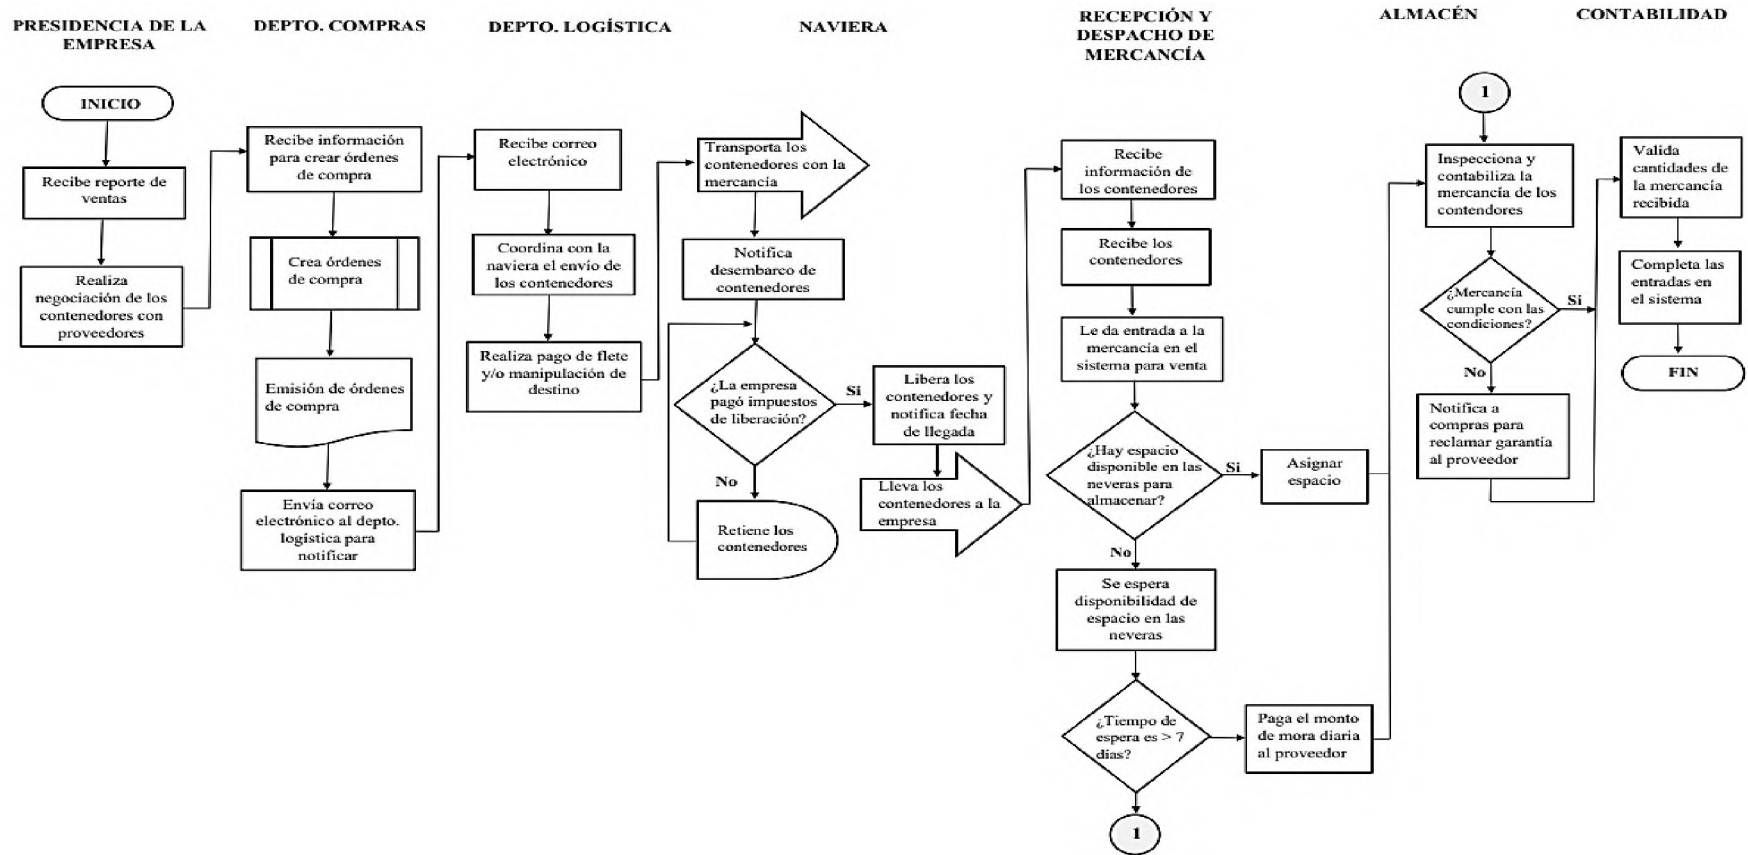 PRESIDENCIA DE LA
EMPRESA
DEPTO. COMPRAS
DEPTO. LOGÍSTICA
NAVIERA
RECEPCIÓN Y
DESPACHO DE
MERCANCÍA
ALMACÉN
CONTABILIDAD
INICIO
Recibe reporte de
ventas
Realiza
negociación de los
contenedores con
proveedores
Recibe información
para crear órdenes
de compra
Crea órdenes
de compra
Emisión de órdenes
de compra
Envía correo
electrónico al depto.
logística para
notificar
Recibe correo
electrónico
Coordina con la
naviera el envío de
los contenedores
Realiza pago de flete
y/o manipulación de
destino
Transporta los
contenedores con la
mercancía
Notifica
desembarco de
contenedores
¿La empresa
pagó impuestos
de liberación?
Si
No
Retiene los
contenedores
Libera los
contenedores y
notifica fecha
de llegada
Lleva los
contenedores a la
empresa
Recibe
información de
los contenedores
Recibe los
contenedores
Le da entrada a la
mercancía en el
sistema para venta
¿Hay espacio
disponible en las
neveras para
almacenar?
Si
Asignar
espacio
No
Se espera
disponibilidad de
espacio en las
neveras
¿Tiempo de
espera es > 7
días?
Paga el monto
de mora diaria
al proveedor
1
1
Inspecciona y
contabiliza la
mercancía de los
contendores
¿Mercancía
cumple con las
condiciones?
Si
No
Notifica a
compras para
reclamar garantía
al proveedor
Valida
cantidades de
la mercancía
recibida
Completa las
entradas en
el sistema
FIN